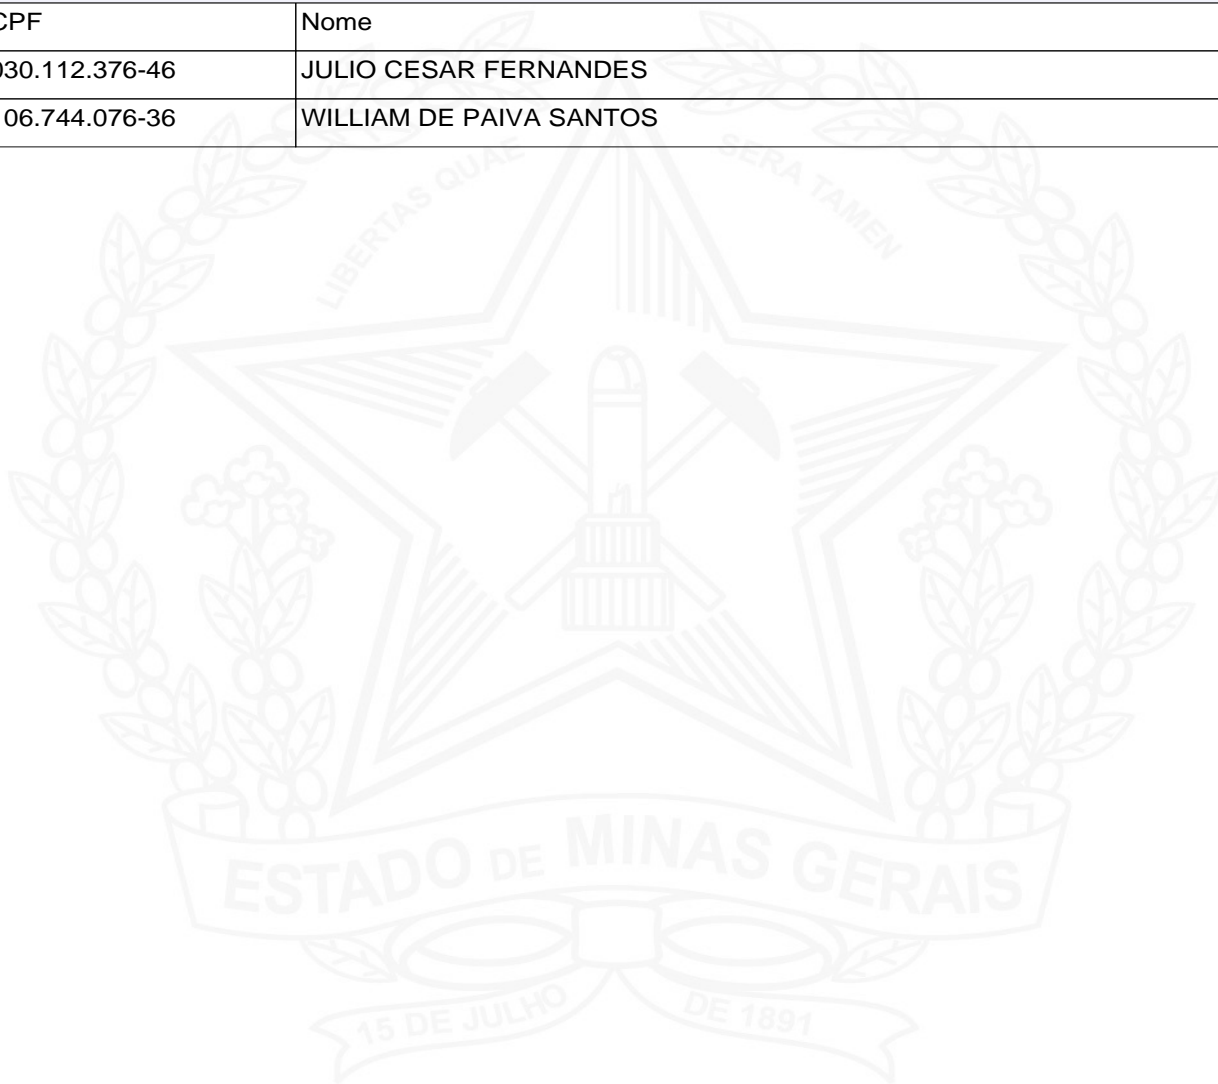 CPF Nome
030.112.376-46 JULIO CESAR FERNANDES
06.744.076-36 WILLIAM DE PAIVA SANTOS
LIBERTAS QUAE SERA TAMEN
ESTADO DE MINAS GERAIS
15 DE JULHO DE 1891